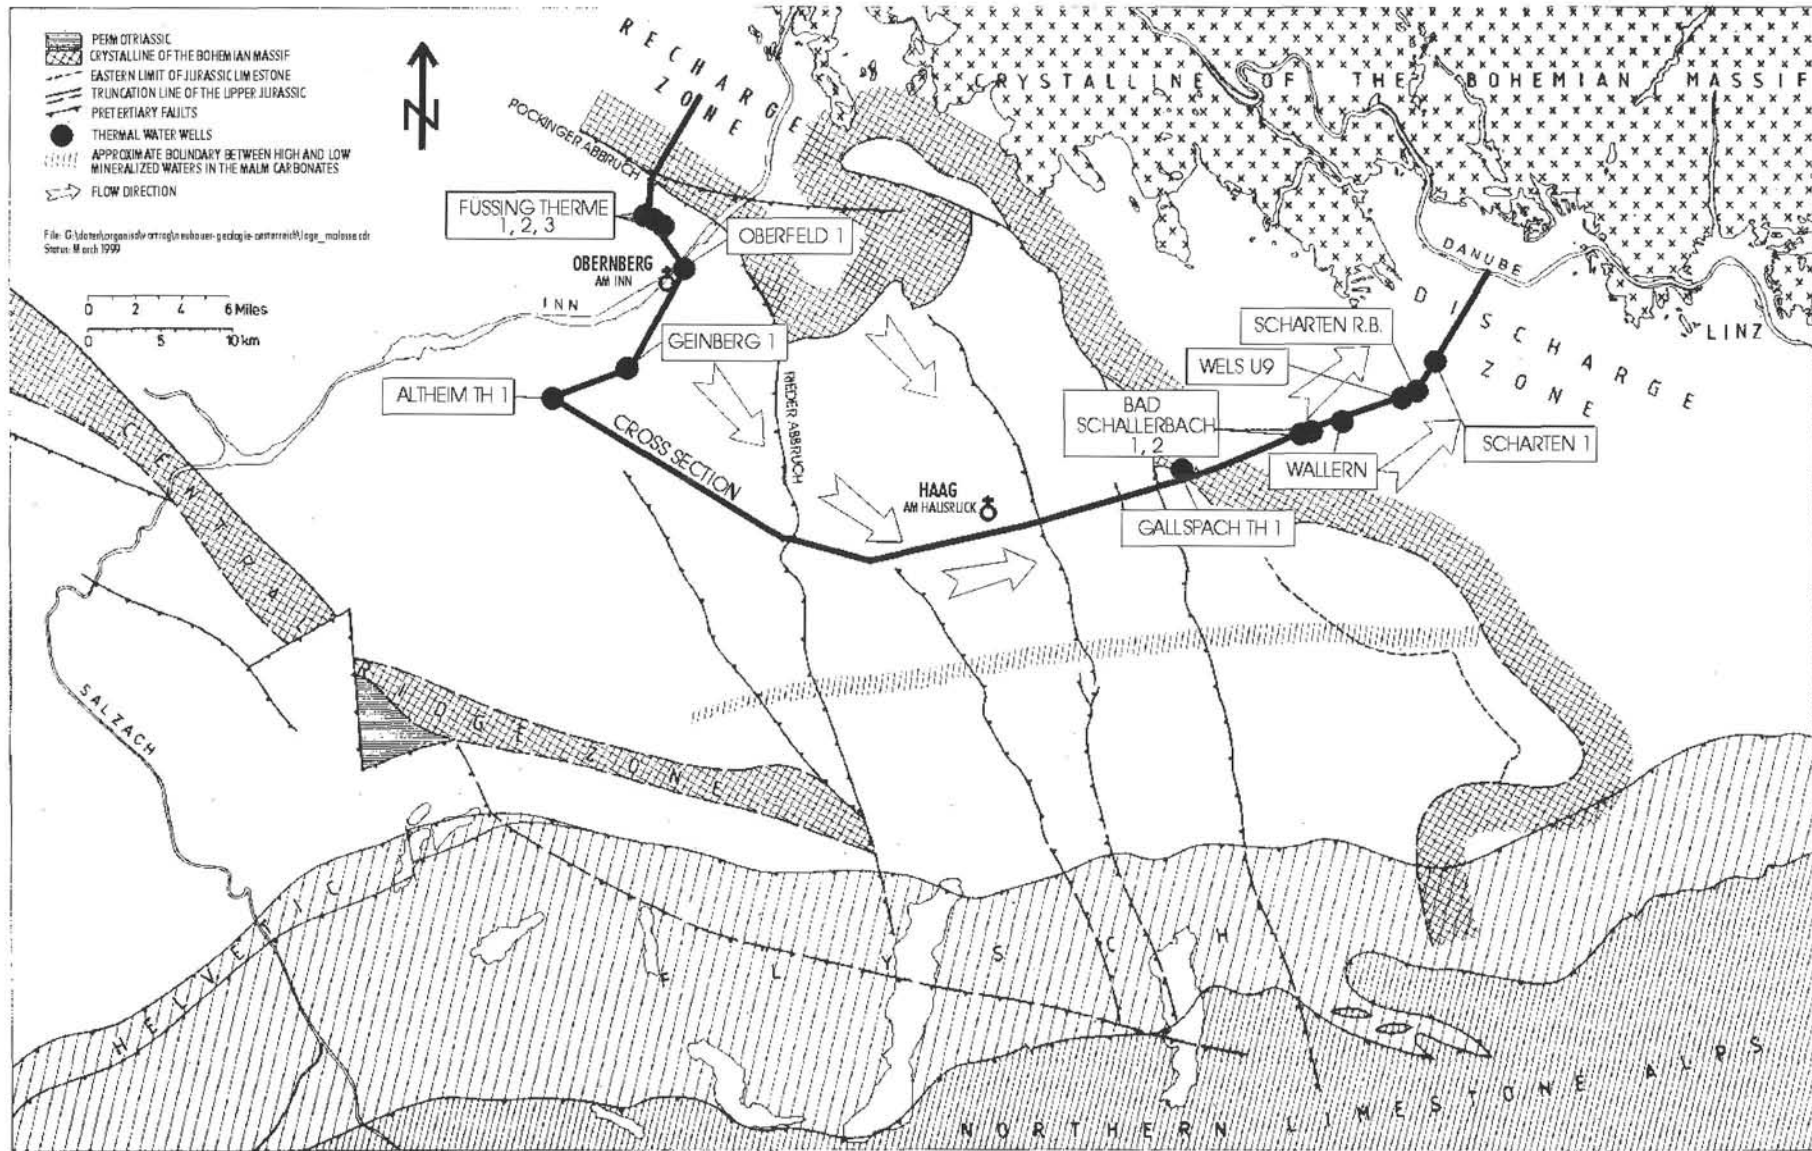 PERMOTRIASSIC
CRYSTALLINE OF THE BOHEMIAN MASSIF
EASTERN LIMIT OF JURASSIC LIMESTONE
TRUNCATION LINE OF THE UPPER JURASSIC
PRETERTIARY FAULTS
THERMAL WATER WELLS
APPROXIMATE BOUNDARY BETWEEN HIGH AND LOW
MINERALIZED WATERS IN THE MALM CARBONATES
FLOW DIRECTION
Status: March 1999
0 2 4 6 Miles
0 5 10 km
N
RECHARGE
ZONE
CRYSTALLINE OF THE BOHEMIAN MASSIF
POCKINGER ABBRUCH
FÜSSING THERME
1, 2, 3
OBERFELD 1
OBERNBERG
AM INN
INN
GEINBERG 1
ALTHEIM TH 1
CROSS SECTION
RIEDER ABBRUCH
HAAG
AM HAUSRUCK
DANUBE
LINZ
DISCHARGE
ZONE
SCHARTEN R.B.
WELS U9
BAD
SCHALLERBACH
1, 2
WALLERN
SCHARTEN 1
GALLSPACH TH 1
CENTRAL
RIDGE ZONE
SALZACH
HELVETIC
FLYSCH
NORTHERN LIMESTONE ALPS